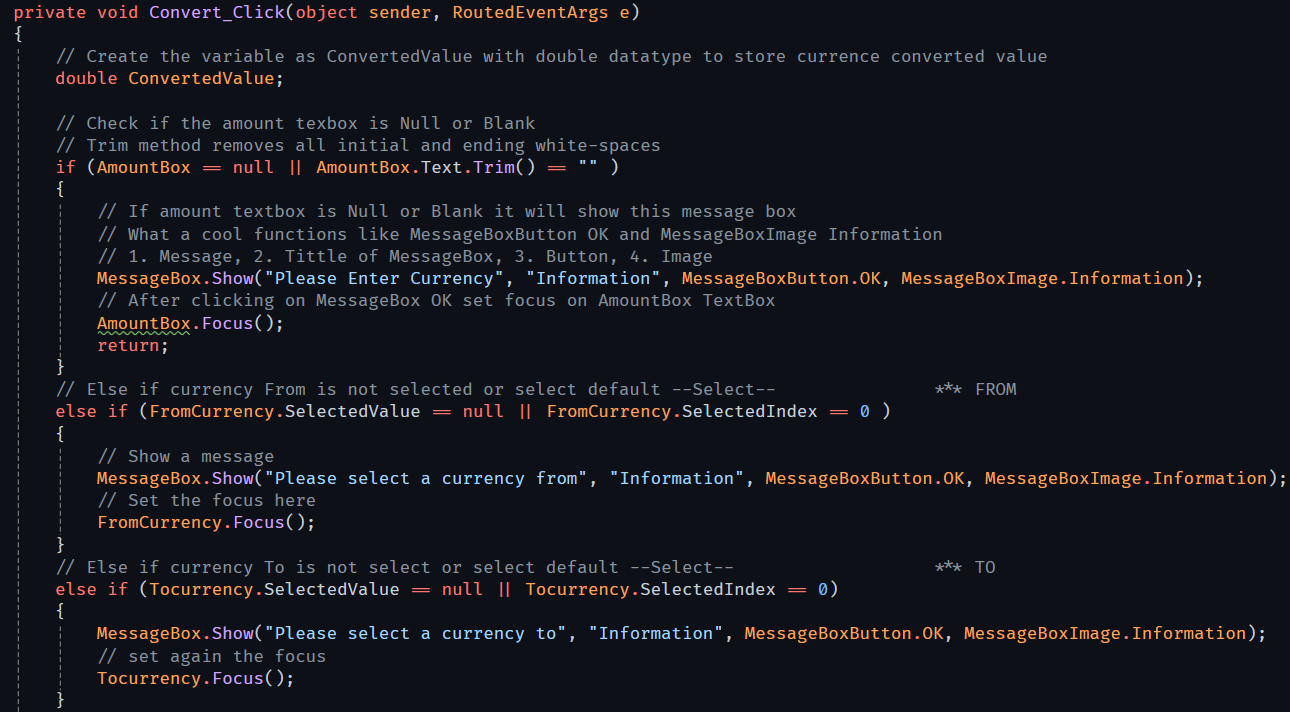 private void Convert_Click(object sender, RoutedEventArgs e)
{
// Create the variable as ConvertedValue with double datatype to store currence converted value
double ConvertedValue;
// Check if the amount texbox is Null or Blank
// Trim method removes all initial and ending white-spaces
if (AmountBox == null || AmountBox.Text.Trim() == "" )
{
// If amount textbox is Null or Blank it will show this message box
// What a cool functions like MessageBoxButton OK and MessageBoxImage Information
// 1. Message, 2. Tittle of MessageBox, 3. Button, 4. Image
MessageBox.Show("Please Enter Currency", "Information", MessageBoxButton.OK, MessageBoxImage.Information);
// After clicking on MessageBox OK set focus on AmountBox TextBox
AmountBox.Focus();
return;
}
// Else if currency From is not selected or select default --Select-- *** FROM
else if (FromCurrency.SelectedValue == null || FromCurrency.SelectedIndex == 0 )
{
// Show a message
MessageBox.Show("Please select a currency from", "Information", MessageBoxButton.OK, MessageBoxImage.Information);
// Set the focus here
FromCurrency.Focus();
}
// Else if currency To is not select or select default --Select-- *** TO
else if (Tocurrency.SelectedValue == null || Tocurrency.SelectedIndex == 0)
{
MessageBox.Show("Please select a currency to", "Information", MessageBoxButton.OK, MessageBoxImage.Information);
// set again the focus
Tocurrency.Focus();
}